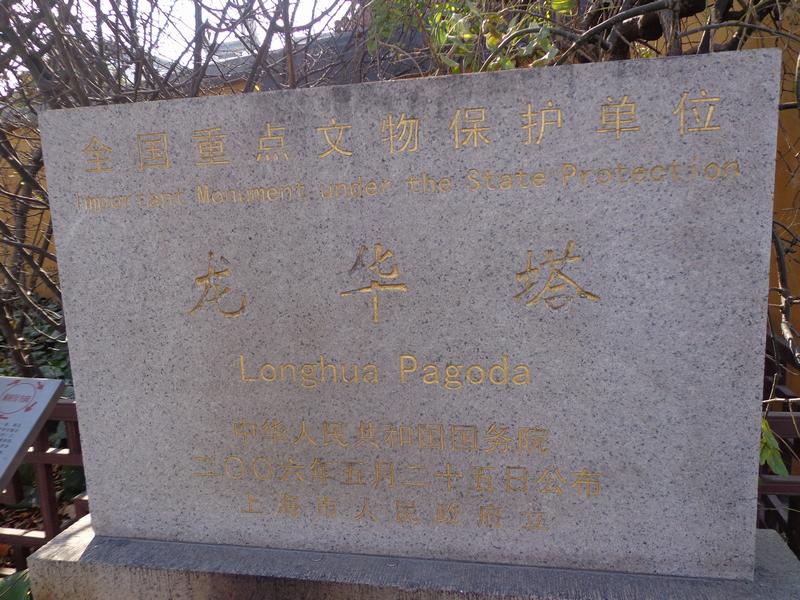 全国重点文物保护单位
Important Monument under the State Protection
龙华塔
Longhua Pagoda
中华人民共和国国务院
二〇〇六年五月二十五日公布
上海市人民政府立